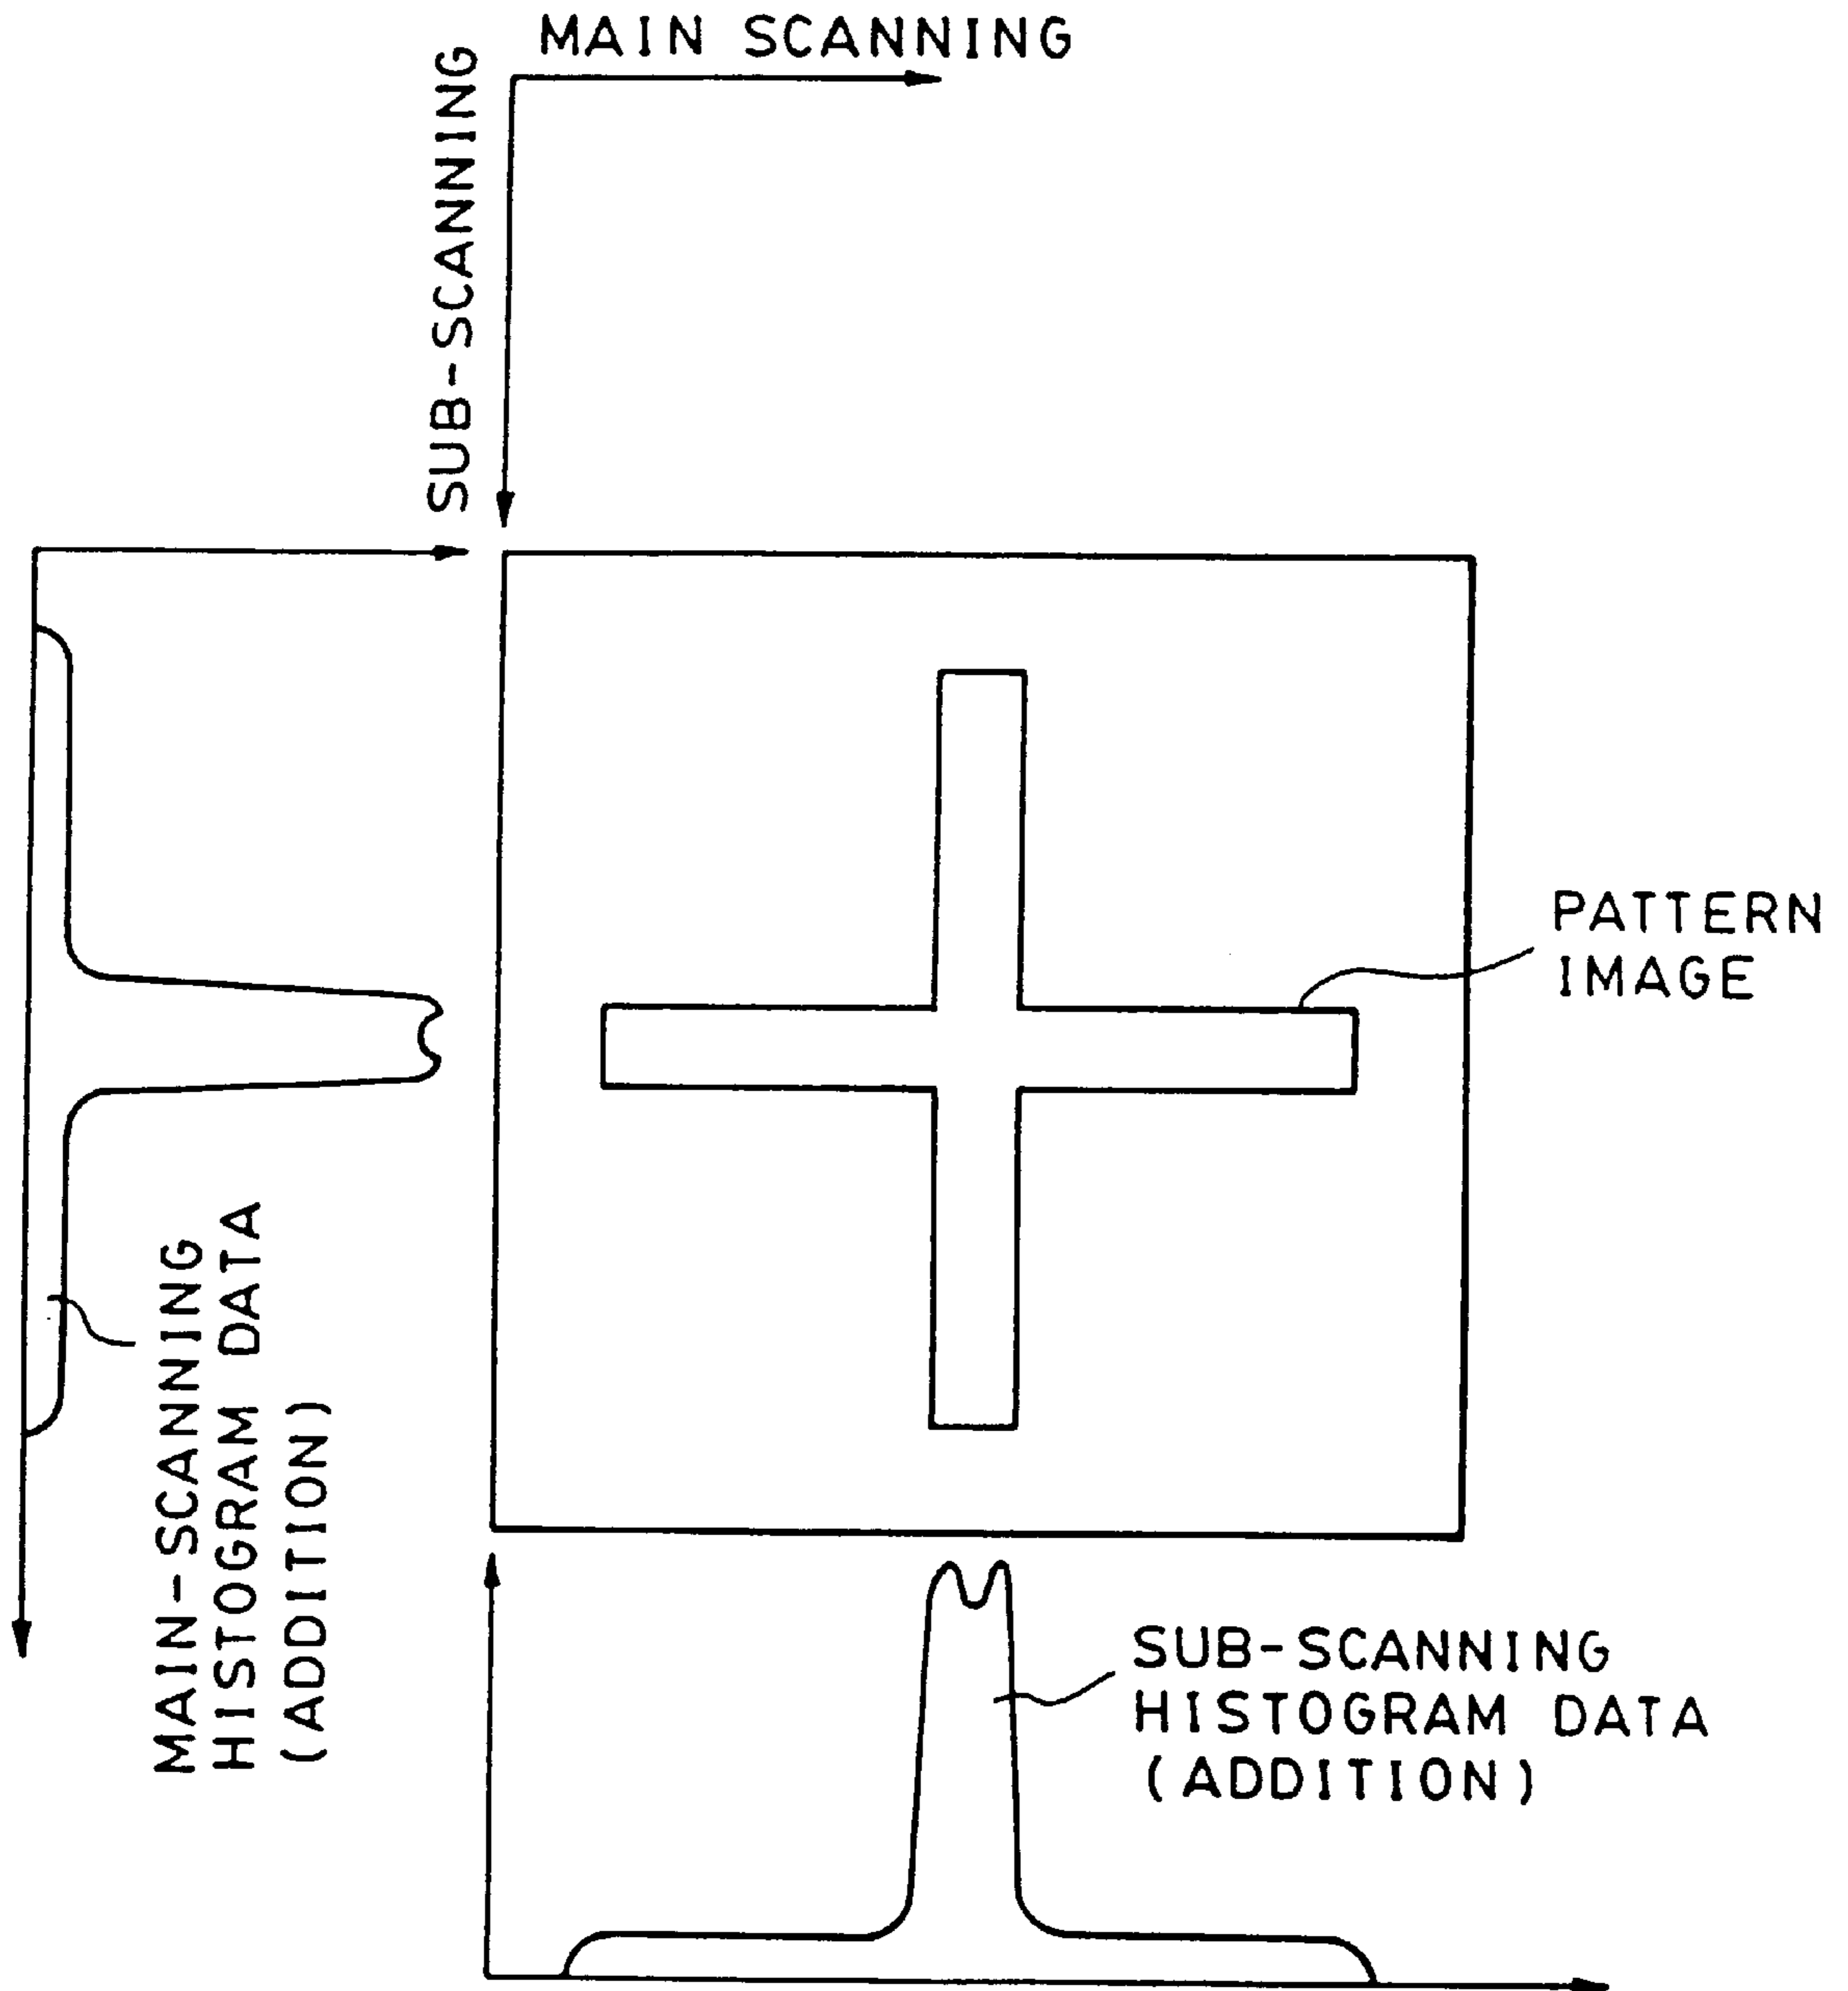 MAIN SCANNING
SUB-SCANNING
PATTERN
IMAGE
MAIN-SCANNING
HISTOGRAM DATA
(ADDITION)
SUB-SCANNING
HISTOGRAM DATA
(ADDITION)